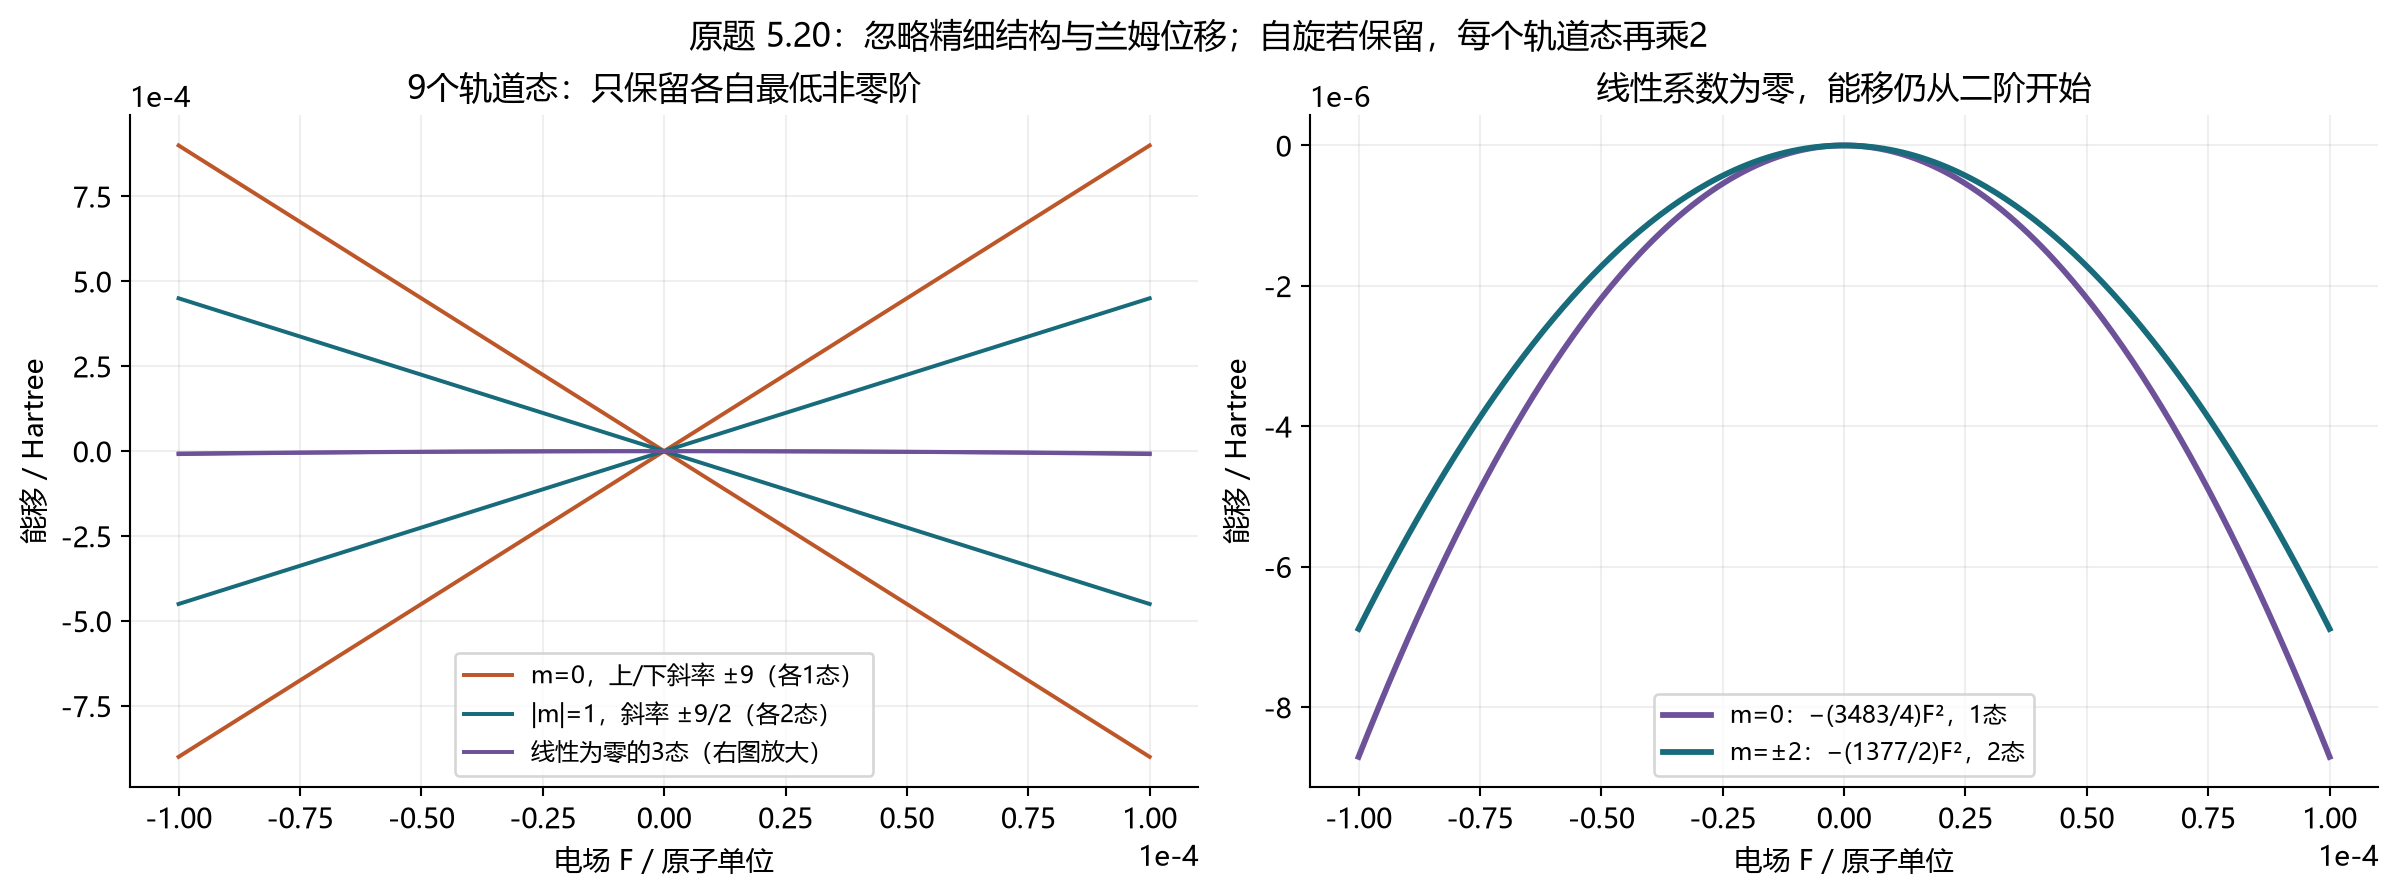 原题 5.20：忽略精细结构与兰姆位移；自旋若保留，每个轨道态再乘2
9个轨道态：只保留各自最低非零阶
1e-4
7.5
5.0
2.5
0.0
-2.5
-5.0
-7.5
能移 / Hartree
m=0，上/下斜率 ±9（各1态）
|m|=1，斜率 ±9/2（各2态）
线性为零的3态（右图放大）
-1.00 -0.75 -0.50 -0.25 0.00 0.25 0.50 0.75 1.00
1e-4
电场 F / 原子单位
线性系数为零，能移仍从二阶开始
1e-6
0
-2
-4
-6
-8
能移 / Hartree
m=0：−(3483/4)F²，1态
m=±2：−(1377/2)F²，2态
-1.00 -0.75 -0.50 -0.25 0.00 0.25 0.50 0.75 1.00
1e-4
电场 F / 原子单位